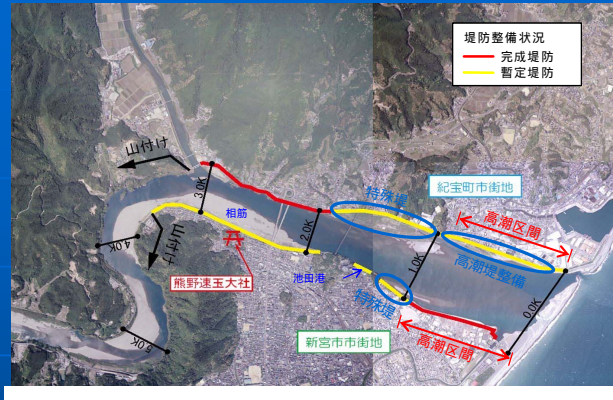 堤防整備状況
完成堤防
暫定堤防
山付け
3.0K
特殊堤
紀宝町市街地
高潮区間
相筋
2.0K
山付け
4.0K
1.0K
高潮堤整備
熊野速玉大社
池田港
特殊堤
0.0K
新宮市市街地
高潮区間
5.0K